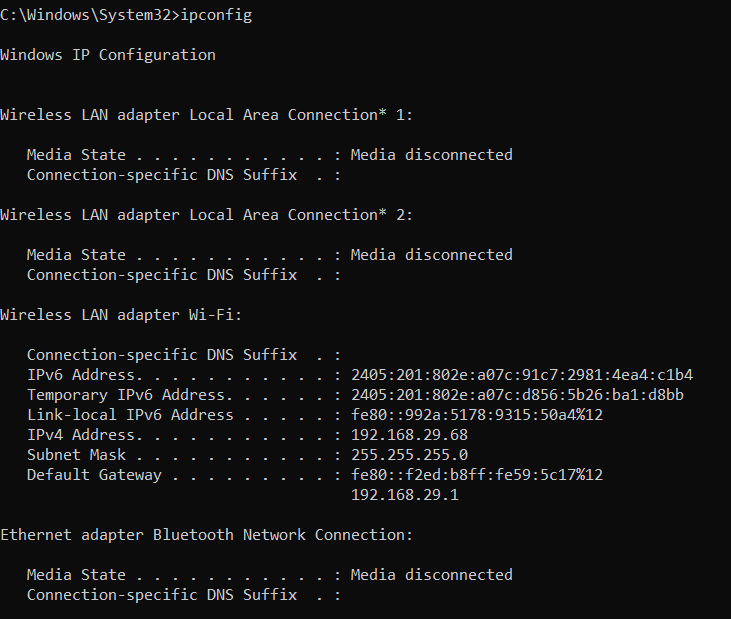 C:\Windows\System32>ipconfig
Windows IP Configuration
Wireless LAN adapter Local Area Connection* 1:
   Media State . . . . . . . . . . . : Media disconnected
   Connection-specific DNS Suffix  . :
Wireless LAN adapter Local Area Connection* 2:
   Media State . . . . . . . . . . . : Media disconnected
   Connection-specific DNS Suffix  . :
Wireless LAN adapter Wi-Fi:
   Connection-specific DNS Suffix  . :
   IPv6 Address. . . . . . . . . . . : 2405:201:802e:a07c:91c7:2981:4ea4:c1b4
   Temporary IPv6 Address. . . . . . : 2405:201:802e:a07c:d856:5b26:ba1:d8bb
   Link-local IPv6 Address . . . . . : fe80::992a:5178:9315:50a4%12
   IPv4 Address. . . . . . . . . . . : 192.168.29.68
   Subnet Mask . . . . . . . . . . . : 255.255.255.0
   Default Gateway . . . . . . . . . : fe80::f2ed:b8ff:fe59:5c17%12
                                       192.168.29.1
Ethernet adapter Bluetooth Network Connection:
   Media State . . . . . . . . . . . : Media disconnected
   Connection-specific DNS Suffix  . :